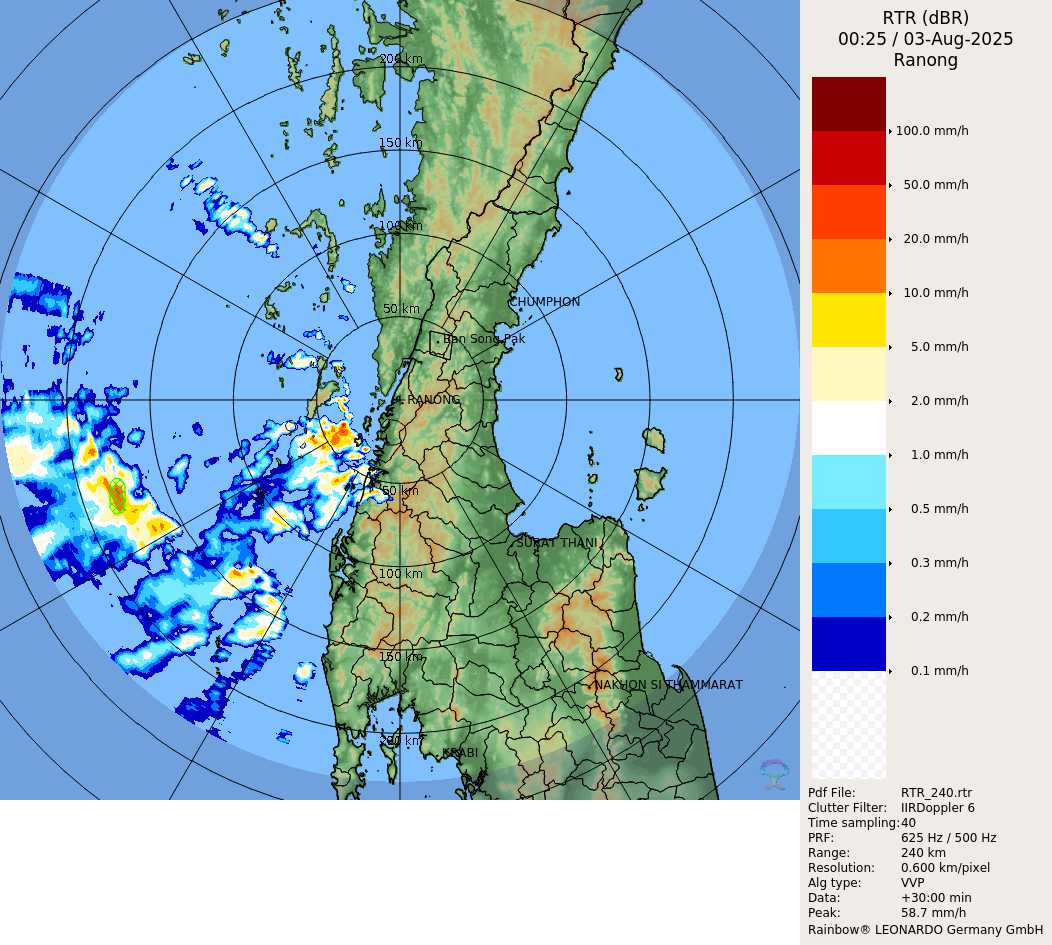 RTR (dBR)
00:25 / 03-Aug-2025
Ranong
200 km
150 km
100 km
50 km
CHUMPHON
Ban Song Pak
RANONG
50 km
SURAT THANI
100 km
150 km
NAKHON SI THAMMARAT
200 km
KRABI
100.0 mm/h
50.0 mm/h
20.0 mm/h
10.0 mm/h
5.0 mm/h
2.0 mm/h
1.0 mm/h
0.5 mm/h
0.3 mm/h
0.2 mm/h
0.1 mm/h
Pdf File: RTR_240.rtr
Clutter Filter: IIRDoppler 6
Time sampling: 40
PRF: 625 Hz / 500 Hz
Range: 240 km
Resolution: 0.600 km/pixel
Alg type: VVP
Data: +30:00 min
Peak: 58.7 mm/h
Rainbow® LEONARDO Germany GmbH